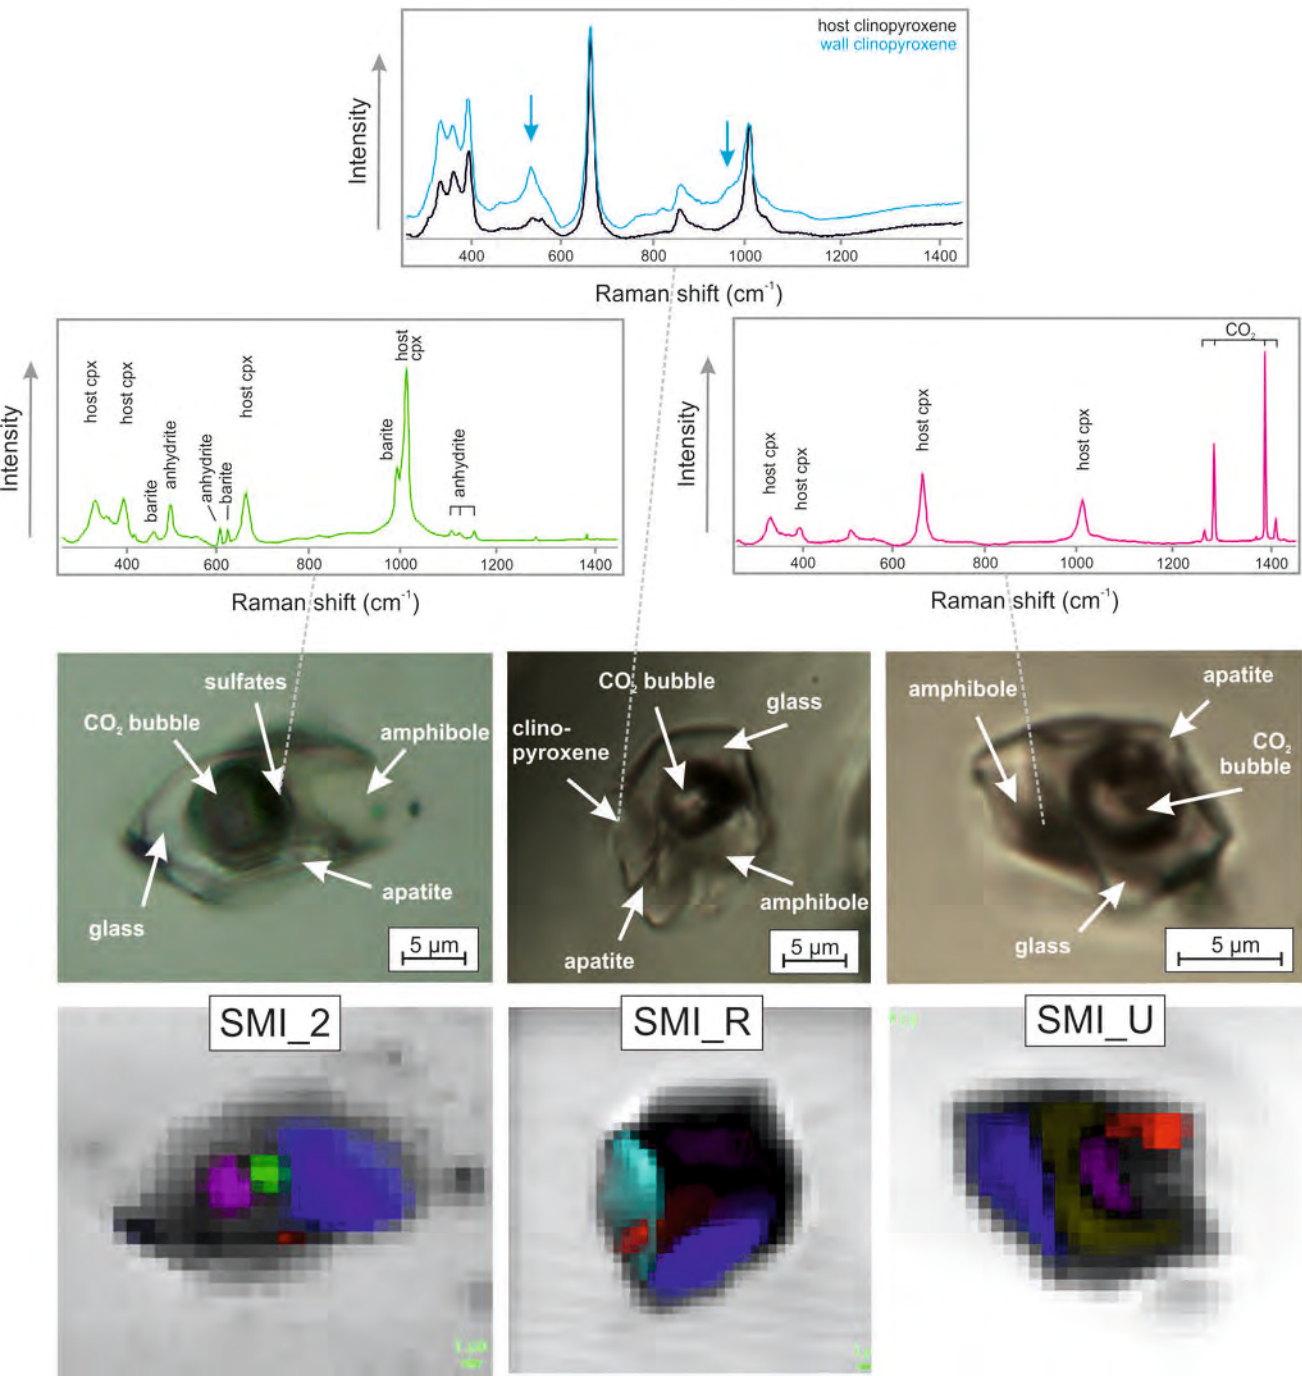 host clinopyroxene
wall clinopyroxene
Intensity
400 600 800 1000 1200 1400
Raman shift (cm⁻¹)
host cpx
host cpx
barite
anhydrite
anhydrite
barite
host cpx
barite
host cpx
anhydrite
Intensity
400 600 800 1000 1200 1400
Raman shift (cm⁻¹)
CO₂
host cpx
host cpx
host cpx
host cpx
Intensity
400 600 800 1000 1200 1400
Raman shift (cm⁻¹)
sulfates
CO₂ bubble
amphibole
apatite
glass
5 µm
CO₂ bubble
glass
clino-
pyroxene
amphibole
apatite
5 µm
amphibole
apatite
CO₂
bubble
glass
5 µm
SMI_2
SMI_R
SMI_U